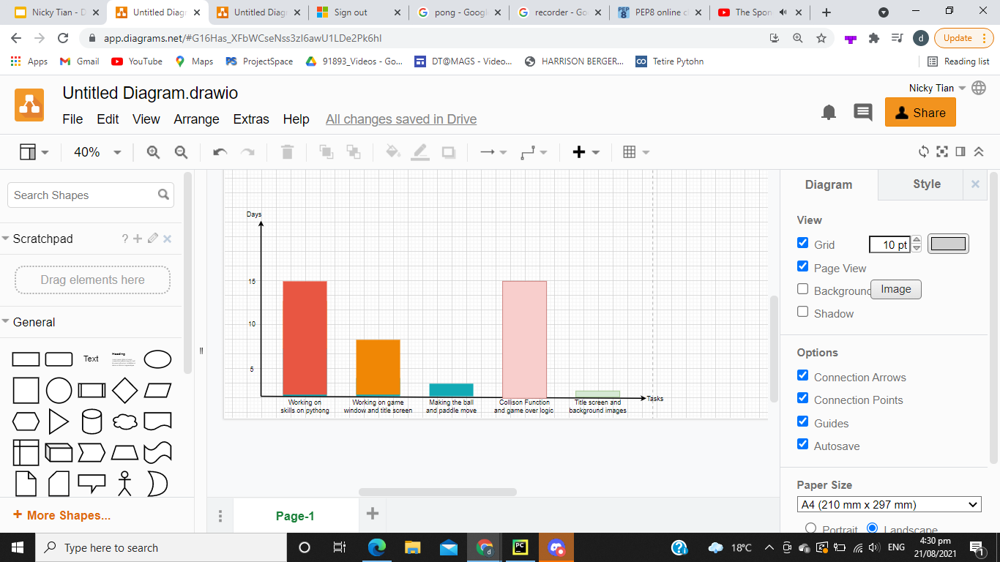 Nicky Tian - D
Untitled Diagr
Untitled Diag
Sign out
pong - Googl
recorder - Go
PEP8 online c
The Spon
app.diagrams.net/#G16Has_XFbWCseNss3zI6awU1LDe2Pk6hI
d
Update
Apps
Gmail
YouTube
Maps
PS
ProjectSpace
91893_Videos - Go...
DT@MAGS - Video...
HARRISON BERGER...
Tetire Pytohn
Reading list
Untitled Diagram.drawio
Nicky Tian
File
Edit
View
Arrange
Extras
Help
All changes saved in Drive
Share
40%
Search Shapes
Scratchpad
?
Drag elements here
General
Text
Heading
More Shapes...
Days
15
10
5
Tasks
Working on
skills on pythong
Working on game
window and title screen
Making the ball
and paddle move
Collison Function
and game over logic
Title screen and
background images
Page-1
Diagram
Style
View
Grid
10 pt
Page View
Background
Image
Shadow
Options
Connection Arrows
Connection Points
Guides
Autosave
Paper Size
A4 (210 mm x 297 mm)
Portrait
Landscape
Type here to search
PC
18°C
ENG
4:30 pm
21/08/2021
1